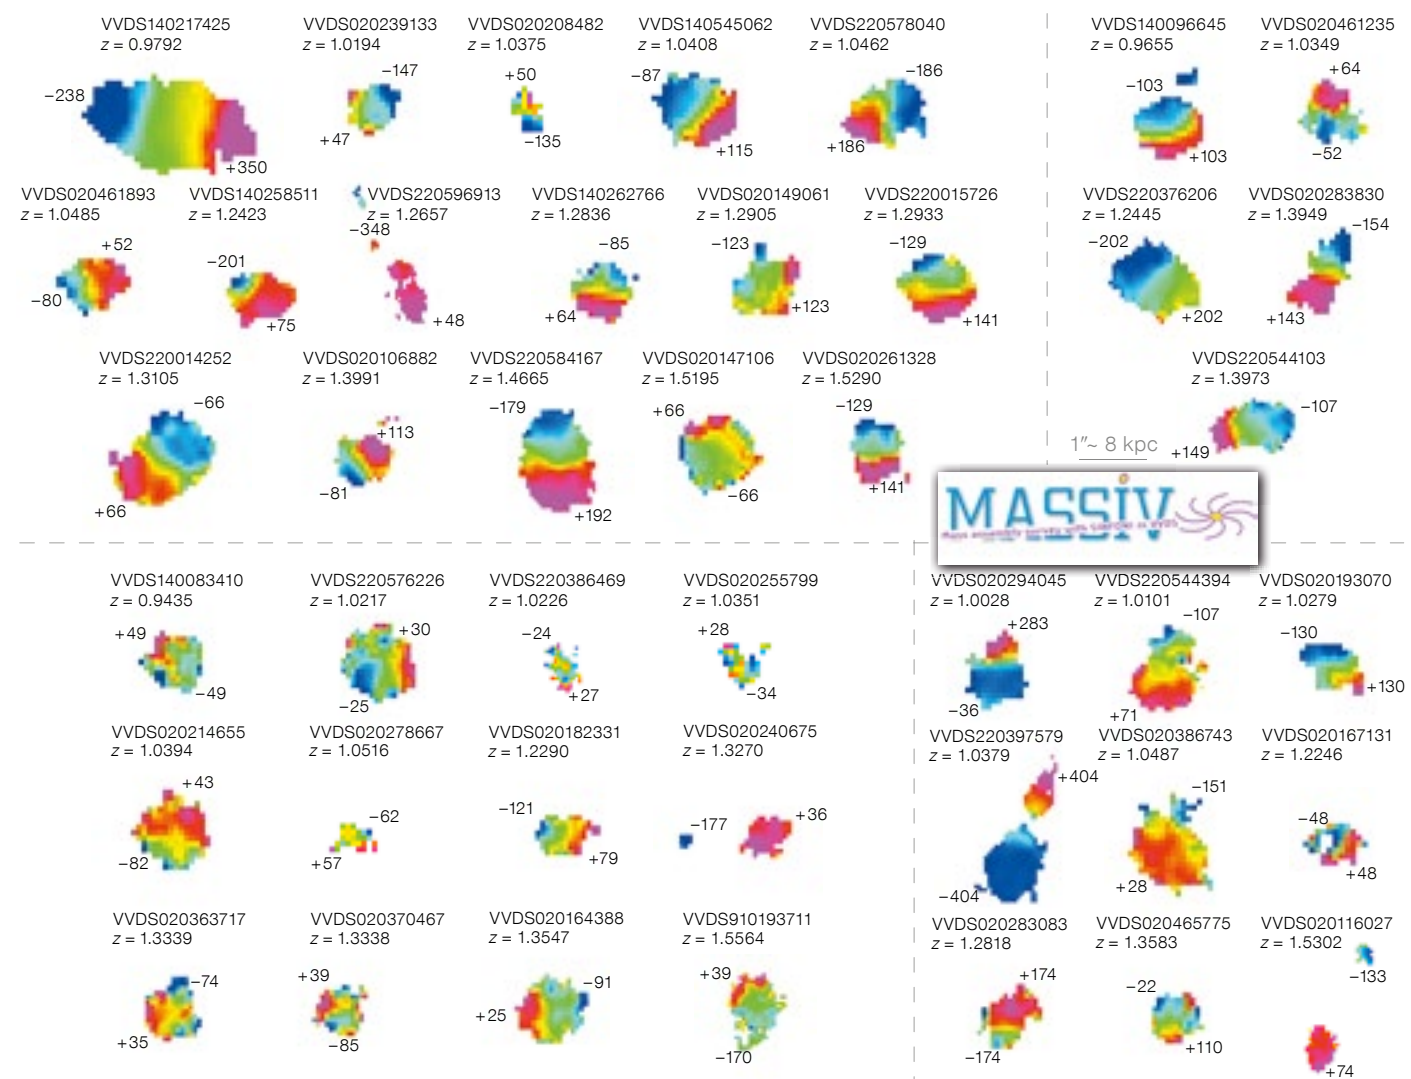 VVDS140217425 VVDS020239133 VVDS020208482 VVDS140545062 VVDS220578040 VVDS140096645 VVDS020461235
z = 0.9792 z = 1.0194 z = 1.0375 z = 1.0408 z = 1.0462 z = 0.9655 z = 1.0349
−238 +350 −147 +47 +50 −135 −87 +115 −186 +186 −103 +103 +64 −52
VVDS020461893 VVDS140258511 VVDS220596913 VVDS140262766 VVDS020149061 VVDS220015726 VVDS220376206 VVDS020283830
z = 1.0485 z = 1.2423 z = 1.2657 z = 1.2836 z = 1.2905 z = 1.2933 z = 1.2445 z = 1.3949
+52 −80 −201 +75 −348 +48 −85 +64 −123 +123 −129 +141 −202 +202 −154 +143
VVDS220014252 VVDS020106882 VVDS220584167 VVDS020147106 VVDS020261328 VVDS220544103
z = 1.3105 z = 1.3991 z = 1.4665 z = 1.5195 z = 1.5290 z = 1.3973
−66 +66 +113 −81 −179 +192 +66 −66 −129 +141 −107 +149
1″~ 8 kpc
MASSIV
Mass assembly survey with SINFONI in VVDS
VVDS140083410 VVDS220576226 VVDS220386469 VVDS020255799 VVDS020294045 VVDS220544394 VVDS020193070
z = 0.9435 z = 1.0217 z = 1.0226 z = 1.0351 z = 1.0028 z = 1.0101 z = 1.0279
+49 −49 +30 −25 −24 +27 +28 −34 +283 −36 −107 +71 −130 +130
VVDS020214655 VVDS020278667 VVDS020182331 VVDS020240675 VVDS220397579 VVDS020386743 VVDS020167131
z = 1.0394 z = 1.0516 z = 1.2290 z = 1.3270 z = 1.0379 z = 1.0487 z = 1.2246
+43 −82 −62 +57 −121 +79 −177 +36 +404 −404 −151 +28 −48 +48
VVDS020363717 VVDS020370467 VVDS020164388 VVDS910193711 VVDS020283083 VVDS020465775 VVDS020116027
z = 1.3339 z = 1.3338 z = 1.3547 z = 1.5564 z = 1.2818 z = 1.3583 z = 1.5302
−74 +35 +39 −85 −91 +25 +39 −170 +174 −174 −22 +110 −133 +74